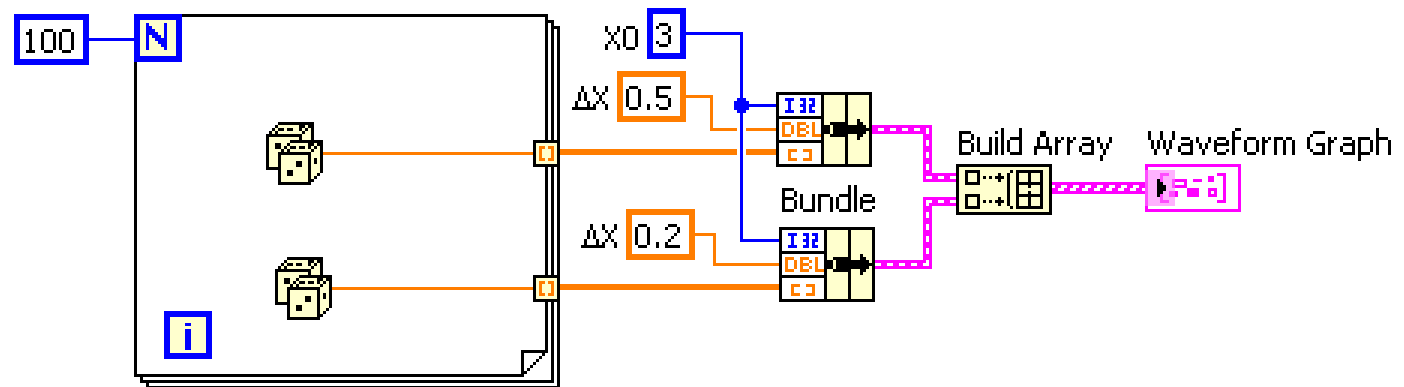 100
N
X0 3
ΔX 0.5
I32
DBL
[ ]
Build Array
Waveform Graph
Bundle
ΔX 0.2
I32
DBL
[ ]
i